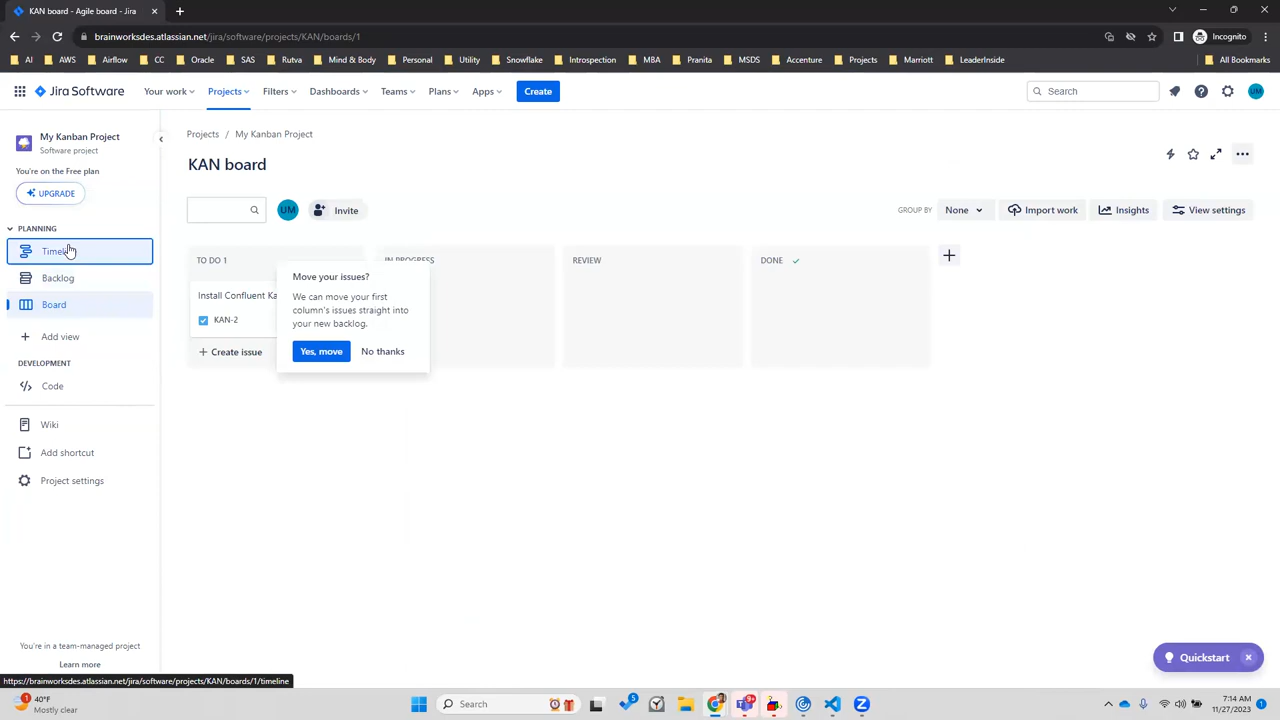 KAN board - Agile board - Jira
brainworksdes.atlassian.net/jira/software/projects/KAN/boards/1
Incognito
AI
AWS
Airflow
CC
Oracle
SAS
Rutva
Mind & Body
Personal
Utility
Snowflake
Introspection
MBA
Pranita
MSDS
Accenture
Projects
Marriott
LeaderInside
All Bookmarks
Jira Software
Your work
Projects
Filters
Dashboards
Teams
Plans
Apps
Create
Search
UM
My Kanban Project
Software project
You're on the Free plan
UPGRADE
PLANNING
Backlog
Board
Add view
DEVELOPMENT
Code
Wiki
Add shortcut
Project settings
You're in a team-managed project
Learn more
Projects / My Kanban Project
KAN board
UM
Invite
GROUP BY
None
Import work
Insights
View settings
TO DO 1
IN PROGRESS
REVIEW
DONE
Install Confluent
KAN-2
Create issue
Move your issues?
We can move your first
column's issues straight into
your new backlog.
Yes, move
No thanks
Quickstart
https://brainworksdes.atlassian.net/jira/software/projects/KAN/boards/1/timeline
1
40°F
Mostly clear
Search
5
9+
7:14 AM
11/27/2023
1